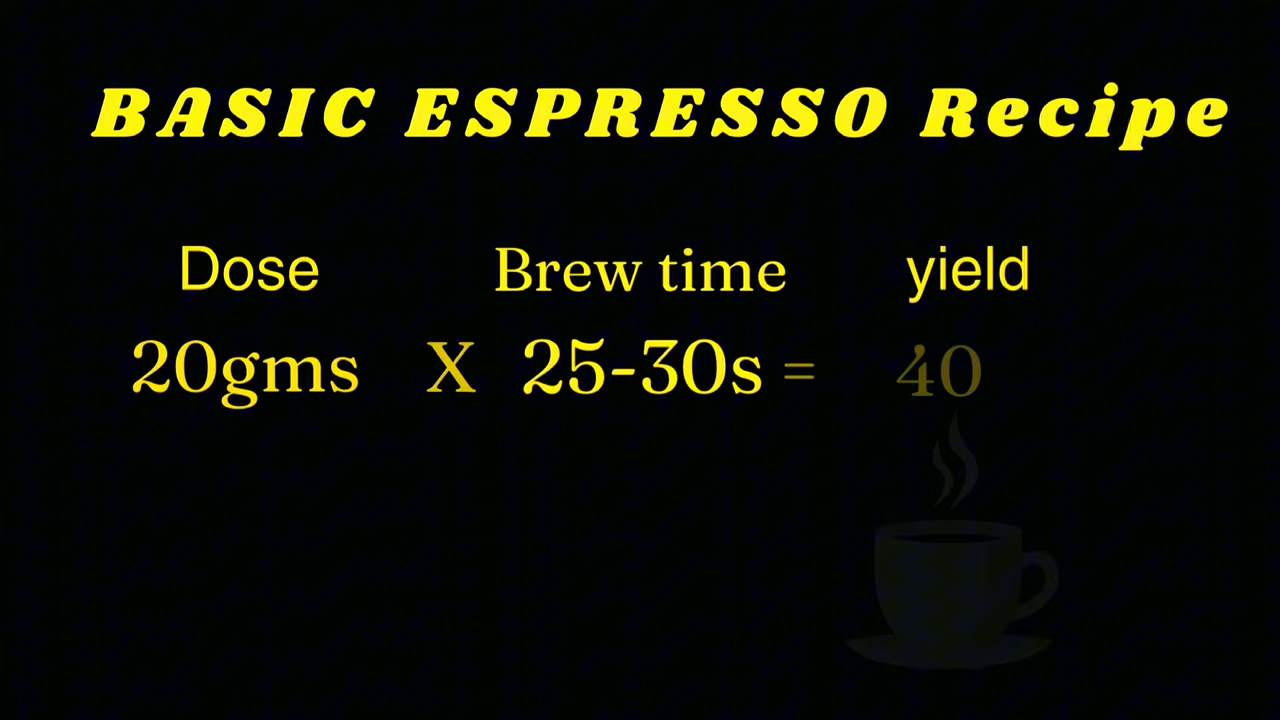 BASIC ESPRESSO Recipe
Dose Brew time yield
20gms X 25-30s = 40